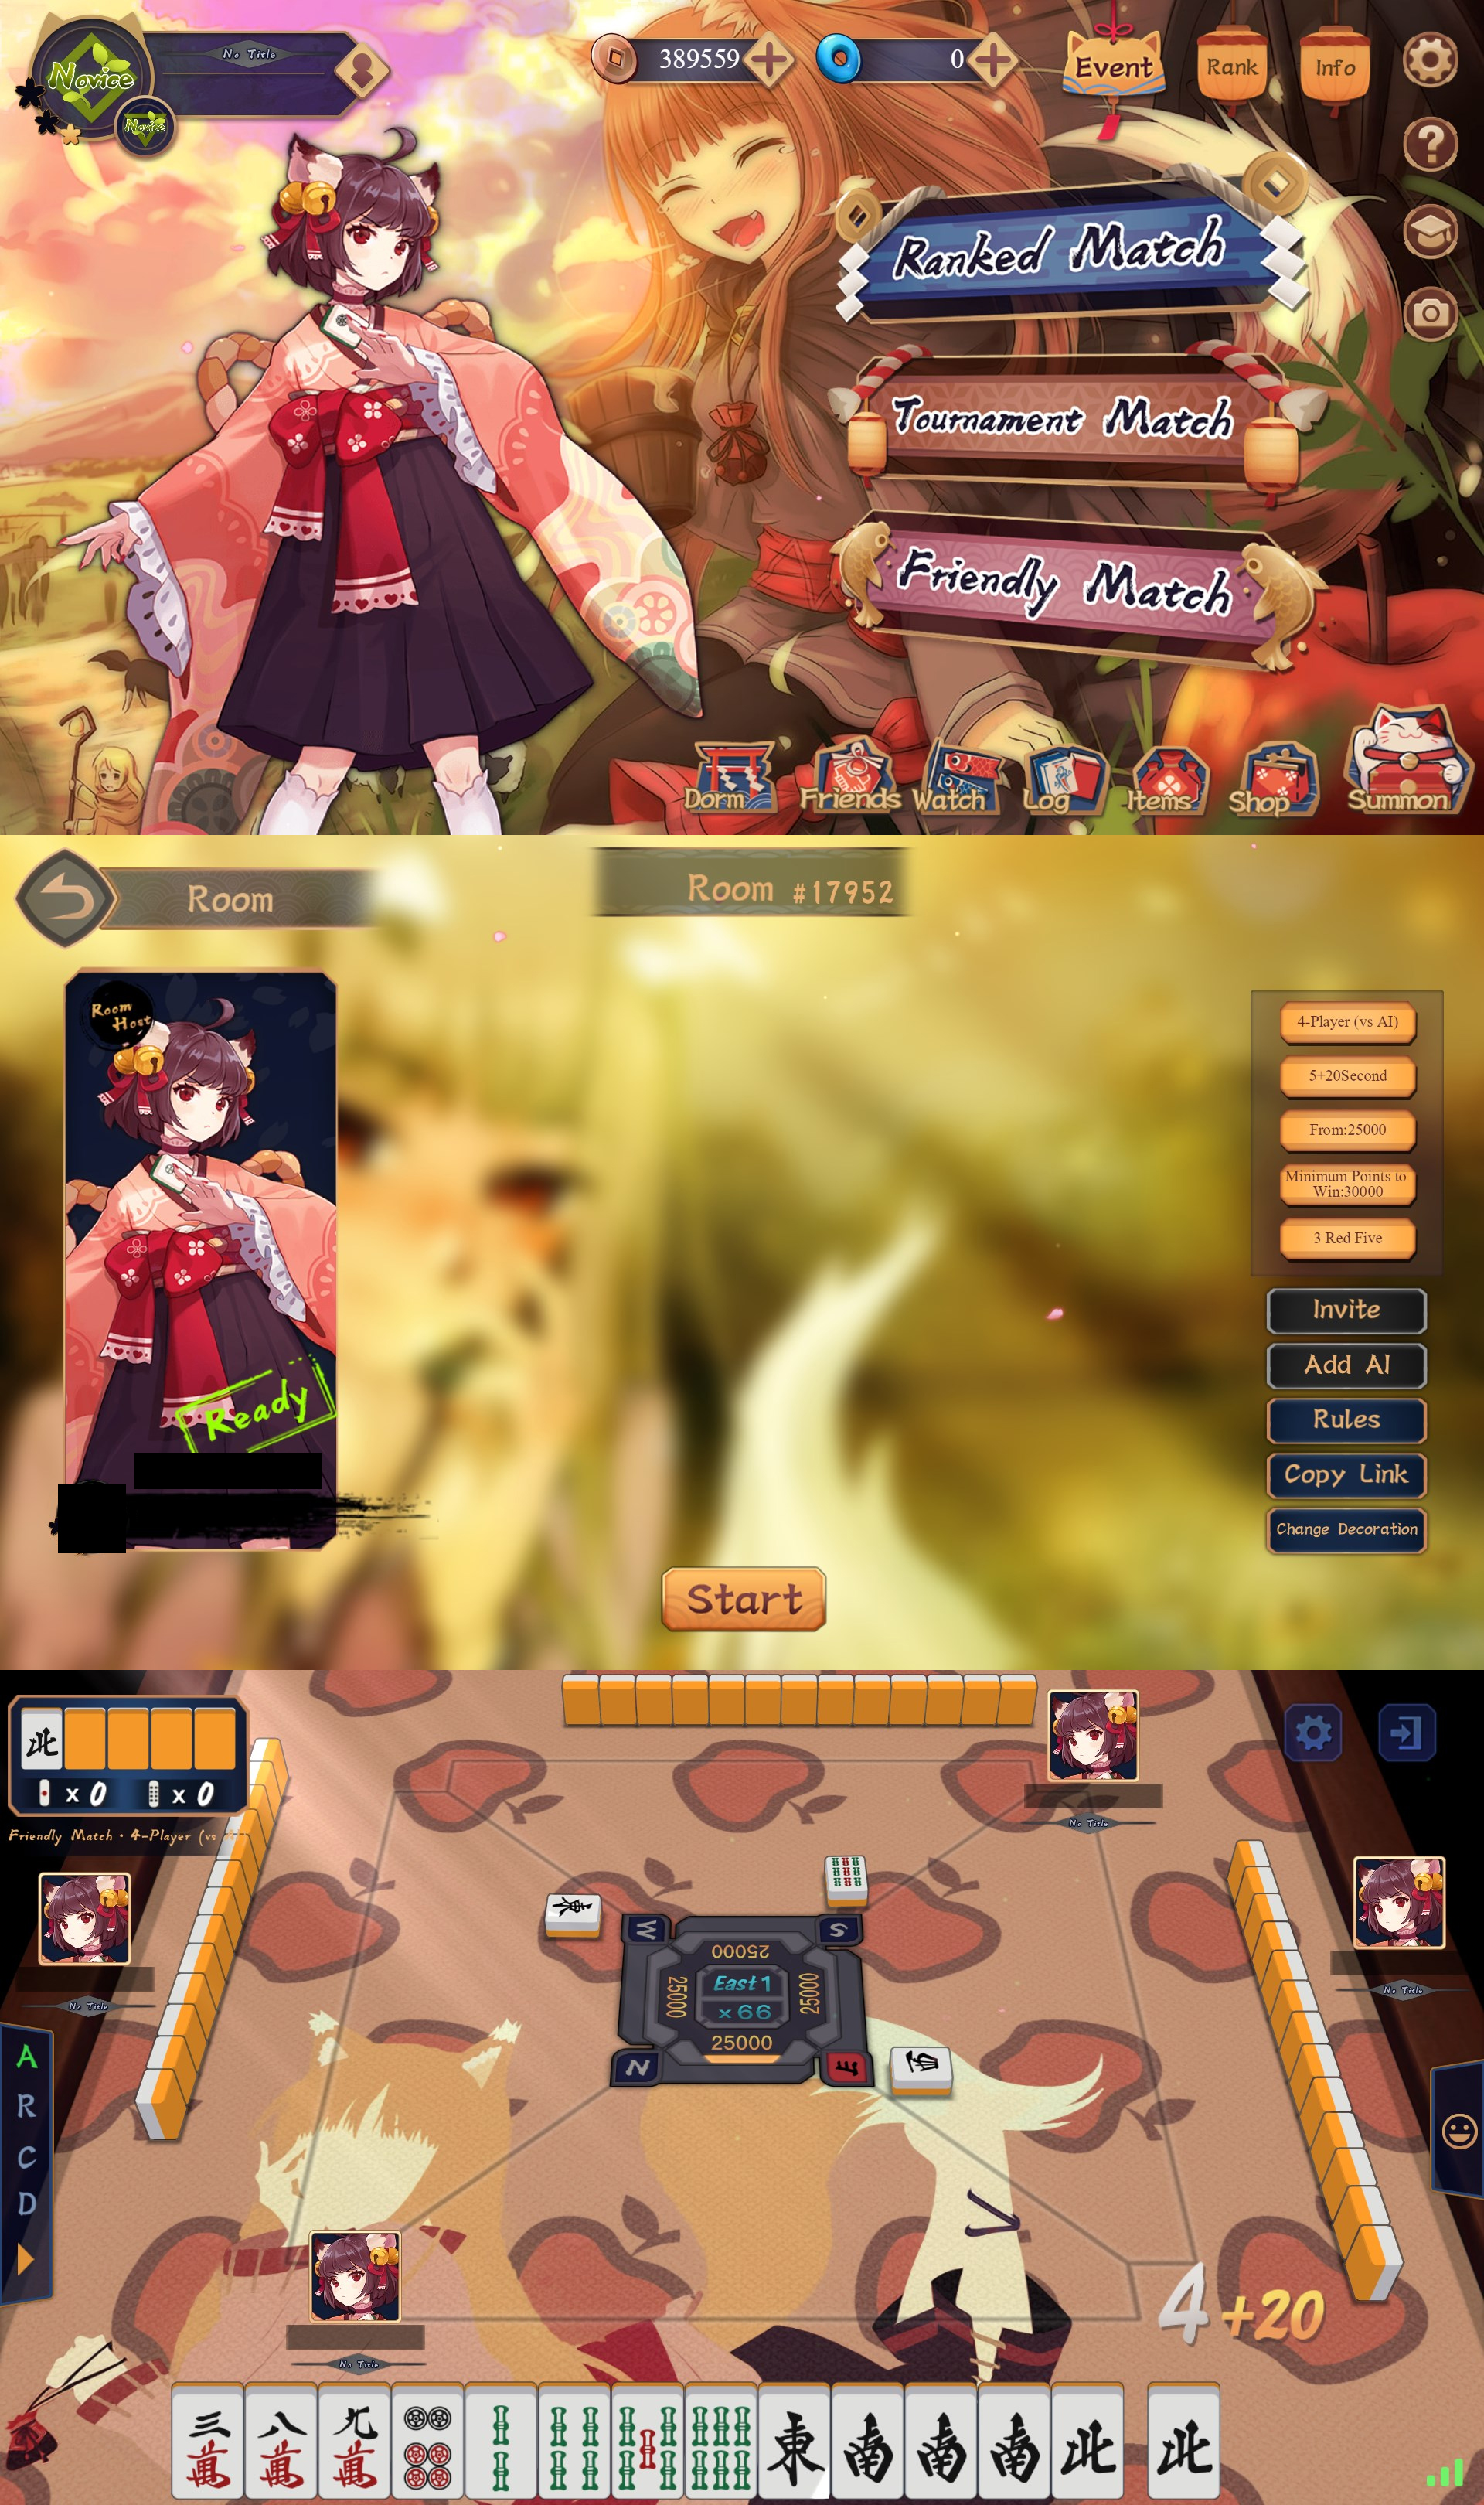 Novice
No Title
389559
0
Event
Rank
Info
Novice
Ranked Match
Tournament Match
Friendly Match
Dorm
Friends
Watch
Log
Items
Shop
Summon
Room
Room #17952
Room Host
Ready
4-Player (vs AI)
5+20Second
From:25000
Minimum Points to
Win:30000
3 Red Five
Invite
Add AI
Rules
Copy Link
Change Decoration
Start
北
x 0
x 0
Friendly Match · 4-Player (vs AI)
No Title
No Title
No Title
東
W
S
25000
25000
East 1
25000
x 66
25000
N
E
4 +20
A
R
C
D
No Title
三萬
八萬
九萬
東
南
南
南
北
北